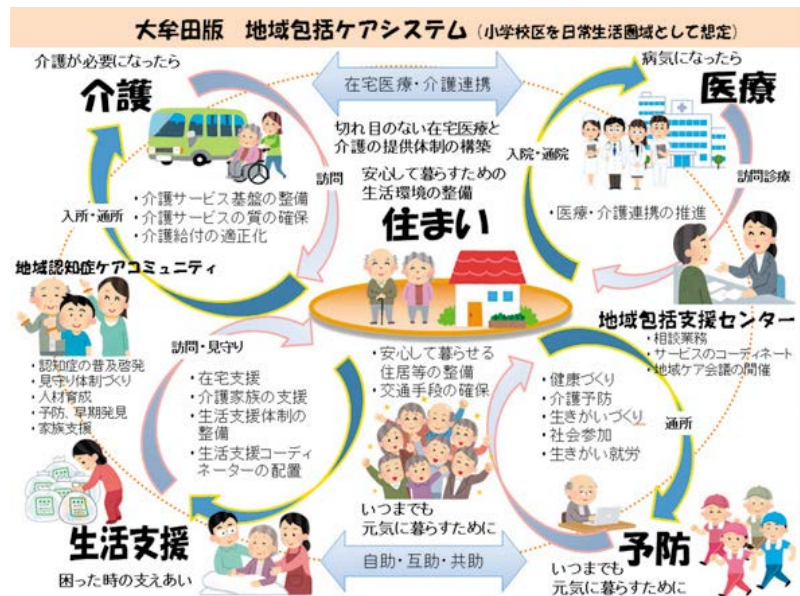 大牟田版　地域包括ケアシステム（小学校区を日常生活圏域として想定）
介護が必要になったら
介護
在宅医療・介護連携
病気になったら
医療
切れ目のない在宅医療と
介護の提供体制の構築
入院・通院
訪問
訪問診療
安心して暮らすための
生活環境の整備
住まい
・介護サービス基盤の整備
・介護サービスの質の確保
・介護給付の適正化
入所・通所
・医療・介護連携の推進
地域認知症ケアコミュニティ
・認知症の普及啓発
・見守り体制づくり
・人材育成
・予防、早期発見
・家族支援
地域包括支援センター
・相談業務
・サービスのコーディネート
・地域ケア会議の開催
訪問・見守り
・在宅支援
・介護家族の支援
・生活支援体制の
整備
・生活支援コーディ
ネーターの配置
・安心して暮らせる
住居等の整備
・交通手段の確保
・健康づくり
・介護予防
・生きがいづくり
・社会参加
・生きがい就労
通所
いつまでも
元気に暮らすために
生活支援
困った時の支えあい
自助・互助・共助
予防
いつまでも
元気に暮らすために